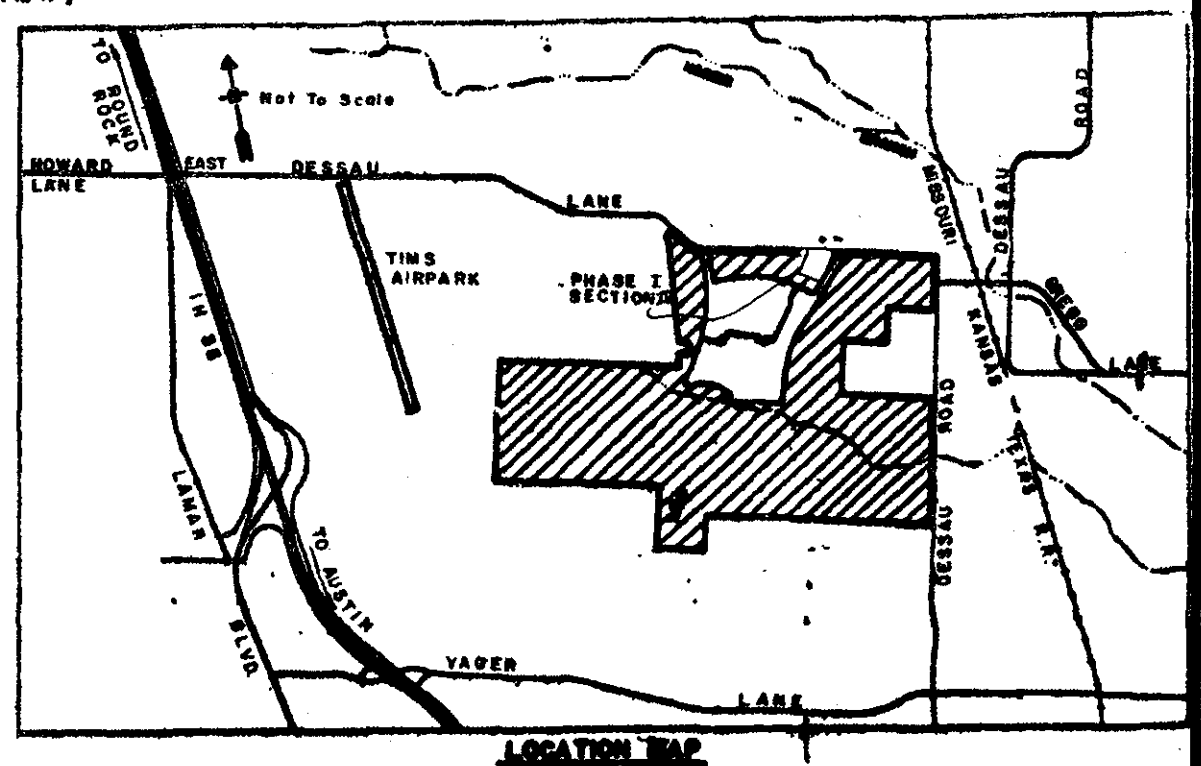 TO
ROUND
ROCK
Not To Scale
HOWARD
LANE
EAST
DESSAU
LANE
TIMS
AIRPARK
PHASE I
SECTION
IH 35
LAMAR
BLVD
TO AUSTIN
YAGER
LANE
ROAD
DESSAU
MISSOURI
KANSAS
TEXAS R.R.
GREGG
LANE
ROAD
DESSAU
LOCATION MAP